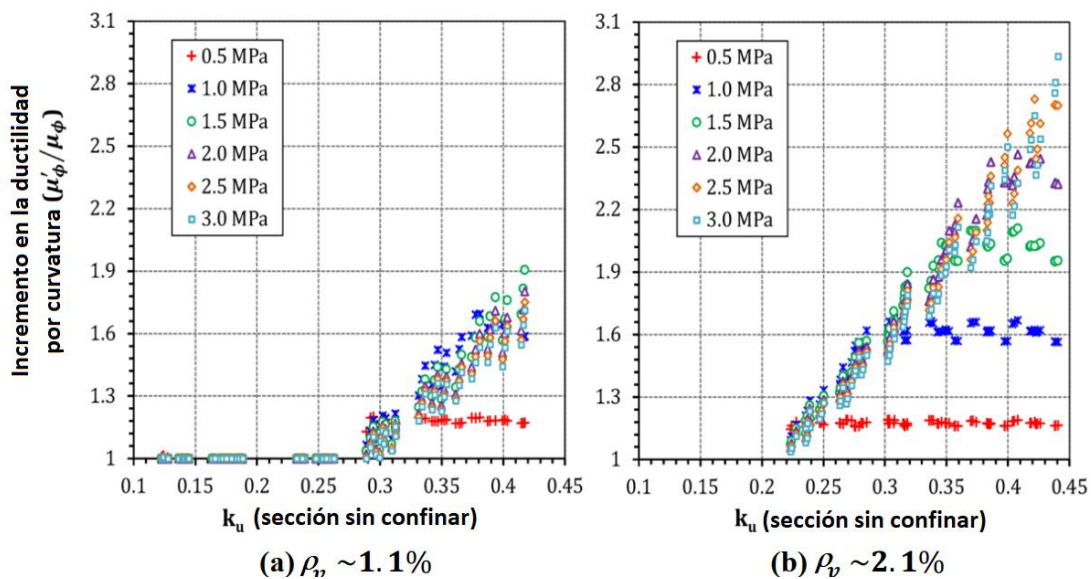 Incremento en la ductilidad
por curvatura (μ′ϕ/μϕ)
3.1
2.8
2.5
2.2
1.9
1.6
1.3
1
0.5 MPa
1.0 MPa
1.5 MPa
2.0 MPa
2.5 MPa
3.0 MPa
0.1 0.15 0.2 0.25 0.3 0.35 0.4 0.45
ku (sección sin confinar)
(a) ρv ~1.1%
3.1
2.8
2.5
2.2
1.9
1.6
1.3
1
0.5 MPa
1.0 MPa
1.5 MPa
2.0 MPa
2.5 MPa
3.0 MPa
0.1 0.15 0.2 0.25 0.3 0.35 0.4 0.45
ku (sección sin confinar)
(b) ρv ~2.1%